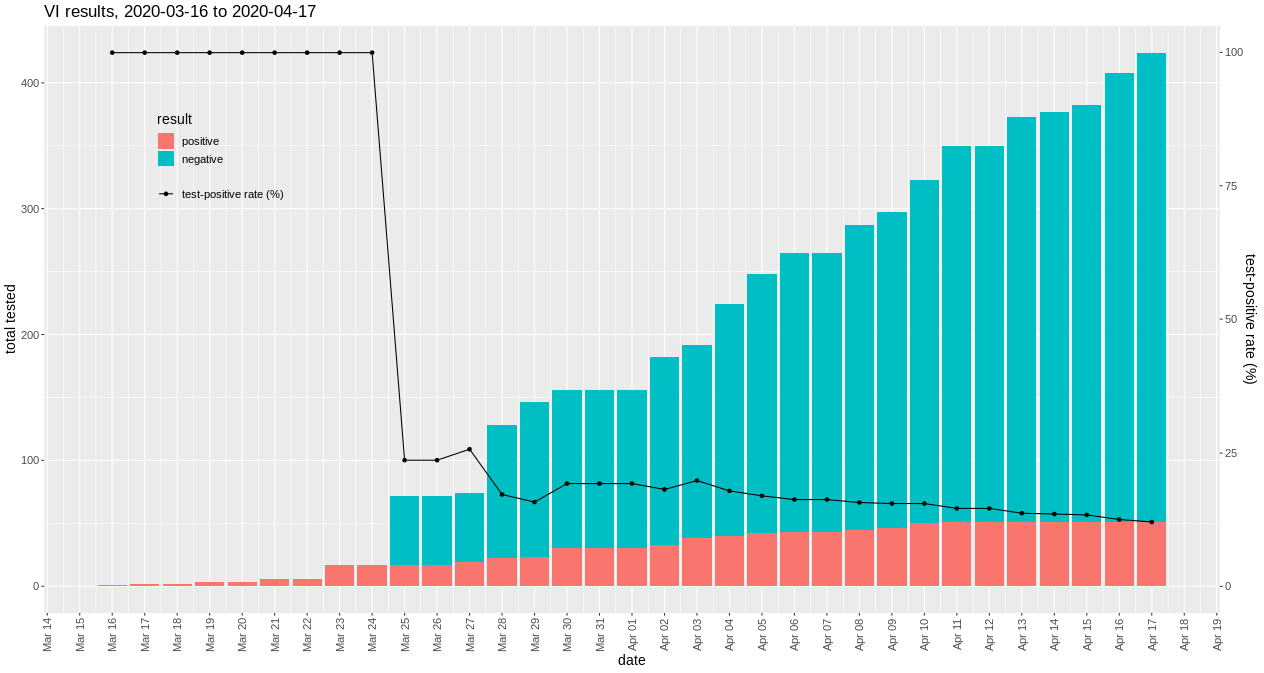 VI results, 2020-03-16 to 2020-04-17
result
positive
negative
test-positive rate (%)
total tested
400
300
200
100
0
test-positive rate (%)
100
75
50
25
0
Mar 14
Mar 15
Mar 16
Mar 17
Mar 18
Mar 19
Mar 20
Mar 21
Mar 22
Mar 23
Mar 24
Mar 25
Mar 26
Mar 27
Mar 28
Mar 29
Mar 30
Mar 31
Apr 01
Apr 02
Apr 03
Apr 04
Apr 05
Apr 06
Apr 07
Apr 08
Apr 09
Apr 10
Apr 11
Apr 12
Apr 13
Apr 14
Apr 15
Apr 16
Apr 17
Apr 18
Apr 19
date